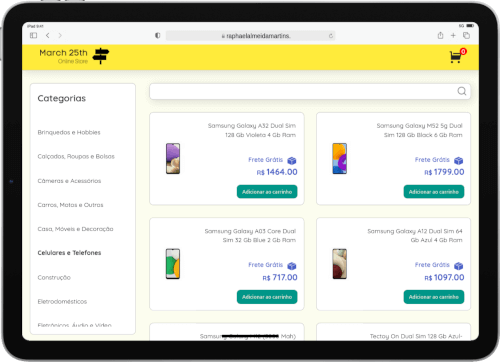 iPad 9:41
5G
raphaelalmeidamartins.
March 25th
Online Store
0
Categorias
Brinquedos e Hobbies
Calçados, Roupas e Bolsas
Câmeras e Acessórios
Carros, Motos e Outros
Casa, Móveis e Decoração
Celulares e Telefones
Construção
Eletrodomésticos
Eletrônicos, Áudio e Vídeo
Samsung Galaxy A32 Dual Sim
128 Gb Violeta 4 Gb Ram
Frete Grátis
R$ 1464.00
Adicionar ao carrinho
Samsung Galaxy M52 5g Dual
Sim 128 Gb Black 6 Gb Ram
Frete Grátis
R$ 1799.00
Adicionar ao carrinho
Samsung Galaxy A03 Core Dual
Sim 32 Gb Blue 2 Gb Ram
Frete Grátis
R$ 717.00
Adicionar ao carrinho
Samsung Galaxy A12 Dual Sim 64
Gb Azul 4 Gb Ram
Frete Grátis
R$ 1097.00
Adicionar ao carrinho
Mah)
Tectoy On Dual Sim 128 Gb Azul-